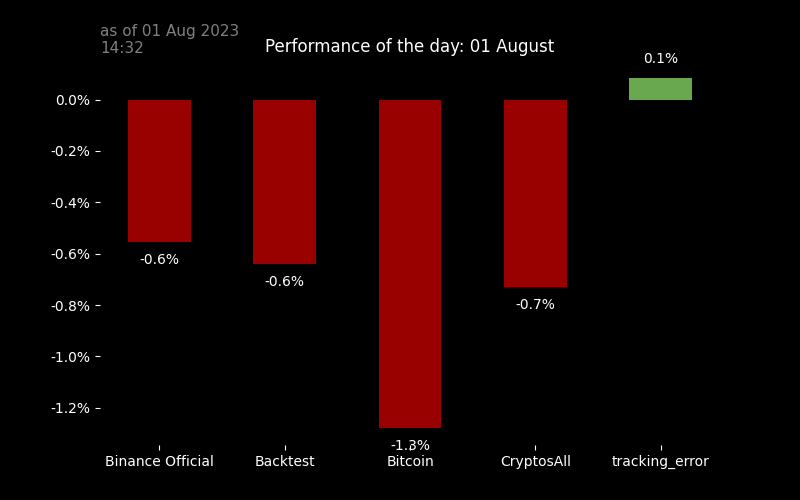 as of 01 Aug 2023
14:32
Performance of the day: 01 August
0.1%
0.0%
-0.2%
-0.4%
-0.6%
-0.8%
-1.0%
-1.2%
-0.6%
-0.6%
-1.3%
-0.7%
Binance Official
Backtest
Bitcoin
CryptosAll
tracking_error